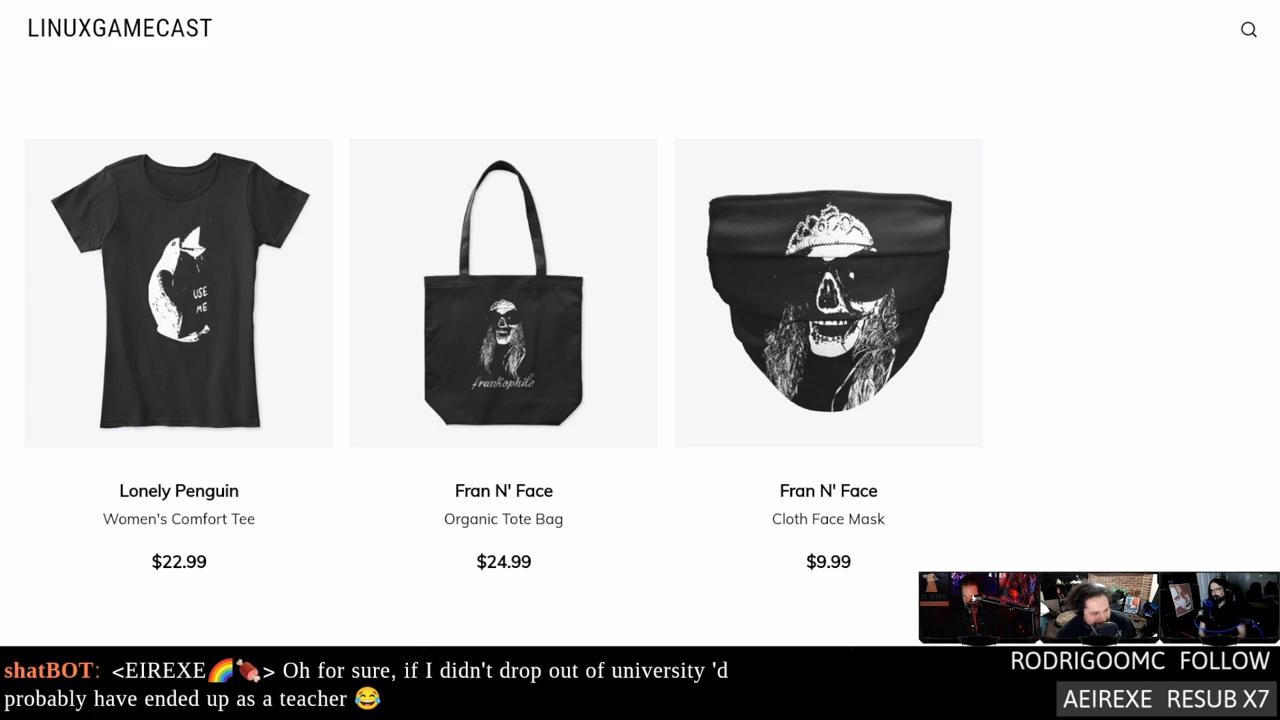 LINUXGAMECAST
USE
ME
frankophile
Lonely Penguin
Women's Comfort Tee
$22.99
Fran N' Face
Organic Tote Bag
$24.99
Fran N' Face
Cloth Face Mask
$9.99
shatBOT: <EIREXE🌈🍖> Oh for sure, if I didn't drop out of university 'd
probably have ended up as a teacher 😂
RODRIGOOMC FOLLOW
AEIREXE RESUB X7